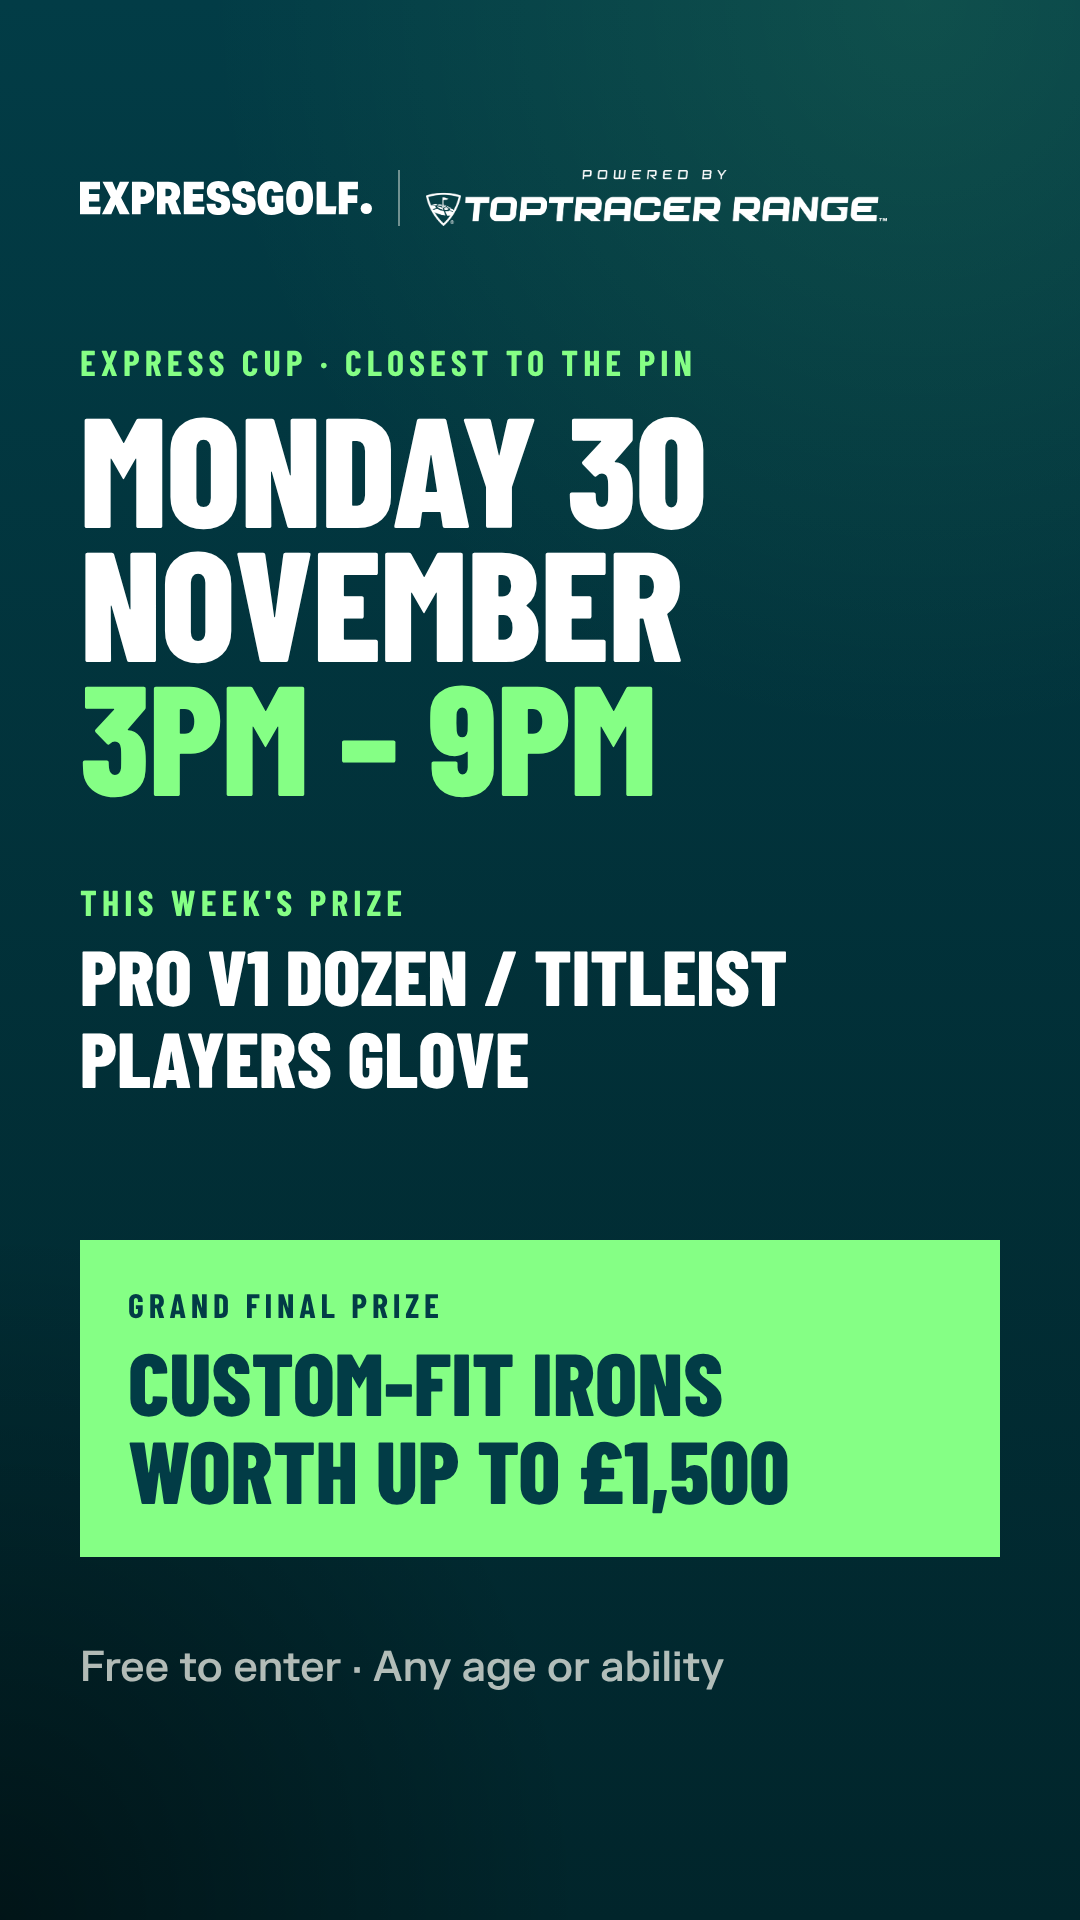 EXPRESSGOLF.
POWERED BY
TOPTRACER RANGE™
EXPRESS CUP · CLOSEST TO THE PIN
MONDAY 30
NOVEMBER
3PM – 9PM
THIS WEEK'S PRIZE
PRO V1 DOZEN / TITLEIST
PLAYERS GLOVE
GRAND FINAL PRIZE
CUSTOM-FIT IRONS
WORTH UP TO £1,500
Free to enter · Any age or ability